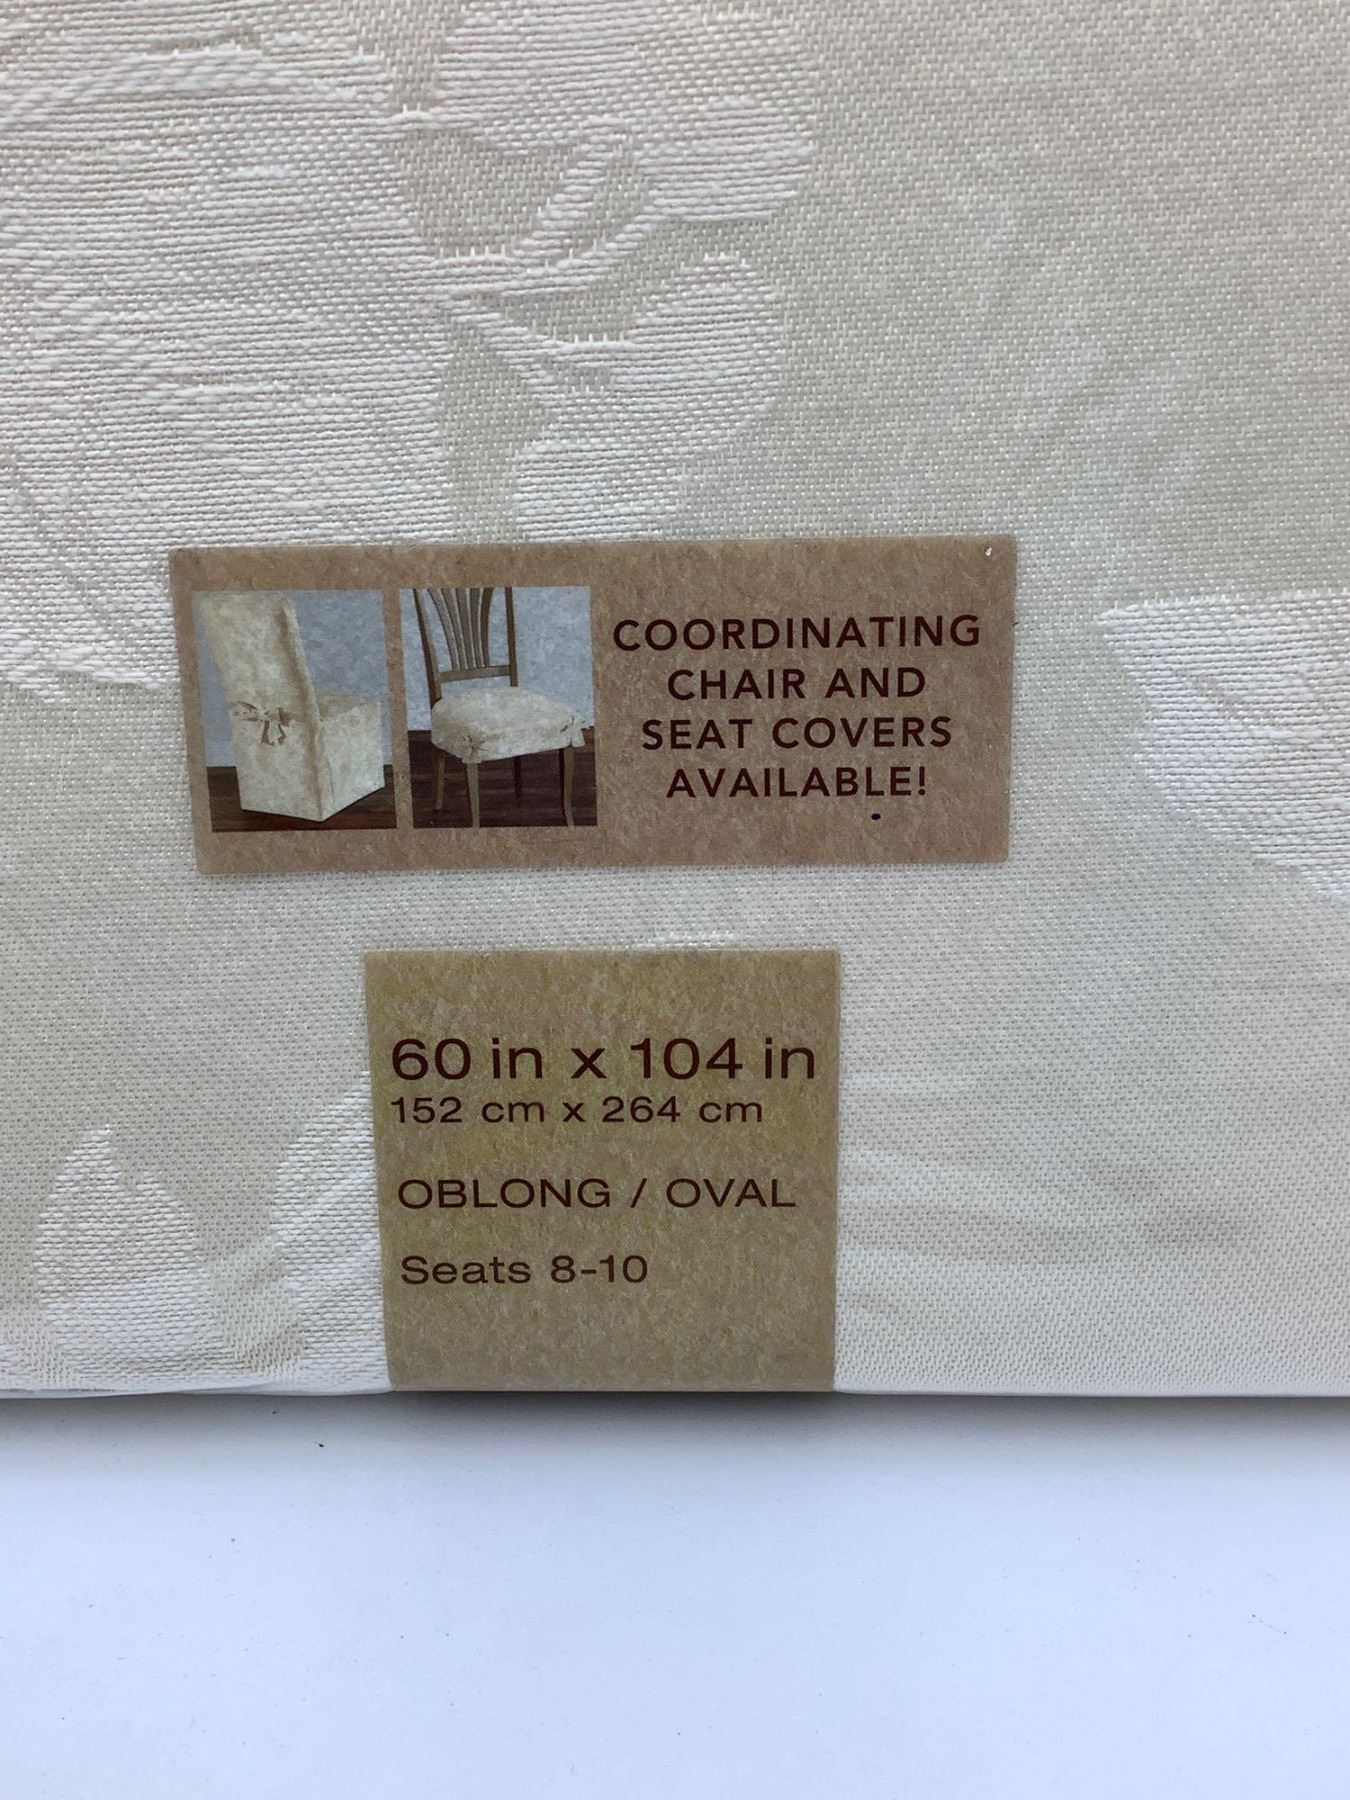 COORDINATING
CHAIR AND
SEAT COVERS
AVAILABLE!
60 in x 104 in
152 cm x 264 cm
OBLONG / OVAL
Seats 8-10